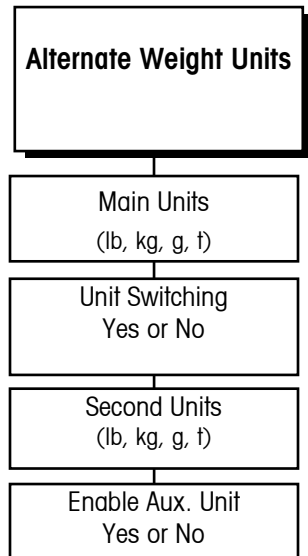 Alternate Weight Units
Main Units
(lb, kg, g, t)
Unit Switching
Yes or No
Second Units
(lb, kg, g, t)
Enable Aux. Unit
Yes or No